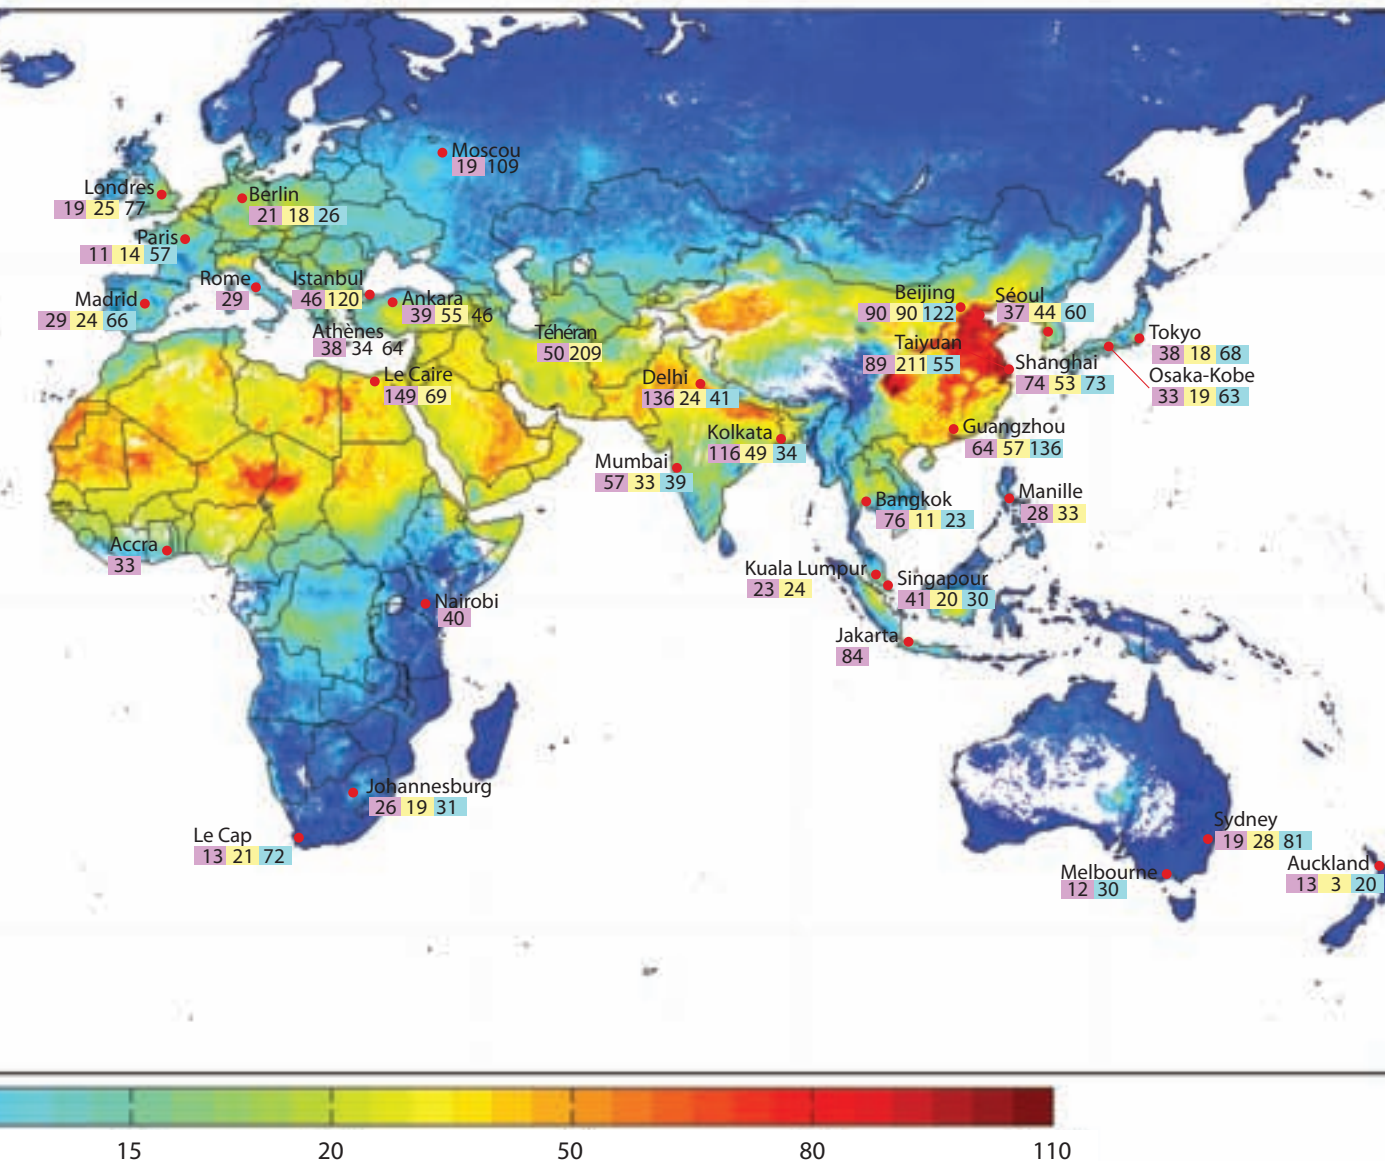 Moscou
19 109
Londres
19 25 77
Berlin
21 18 26
Paris
11 14 57
Rome
29
Istanbul
46 120
Madrid
29 24 66
Ankara
39 55 46
Athènes
38 34 64
Téhéran
50 209
Le Caire
149 69
Beijing
90 90 122
Séoul
37 44 60
Taiyuan
89 211 55
Tokyo
38 18 68
Shanghai
74 53 73
Osaka-Kobe
33 19 63
Delhi
136 24 41
Guangzhou
64 57 136
Kolkata
116 49 34
Mumbai
57 33 39
Bangkok
76 11 23
Manille
28 33
Accra
33
Kuala Lumpur
23 24
Singapour
41 20 30
Nairobi
40
Jakarta
84
Johannesburg
26 19 31
Le Cap
13 21 72
Sydney
19 28 81
Melbourne
12 30
Auckland
13 3 20
15 20 50 80 110